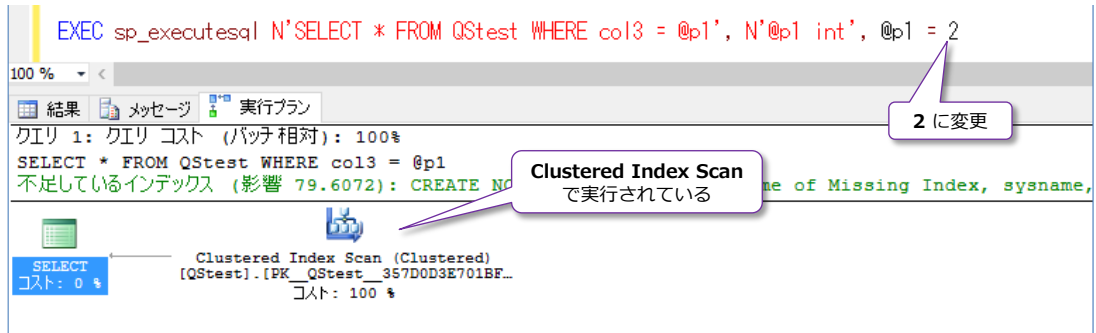 EXEC sp_executesql N'SELECT * FROM QStest WHERE col3 = @p1', N'@p1 int', @p1 = 2
100 %
結果 メッセージ 実行プラン
2 に変更
クエリ 1: クエリ コスト (バッチ相対): 100%
SELECT * FROM QStest WHERE col3 = @p1
不足しているインデックス (影響 79.6072): CREATE NO me of Missing Index, sysname,
Clustered Index Scan
で実行されている
SELECT
コスト: 0 %
Clustered Index Scan (Clustered)
[QStest].[PK__QStest__357D0D3E701BF…
コスト: 100 %